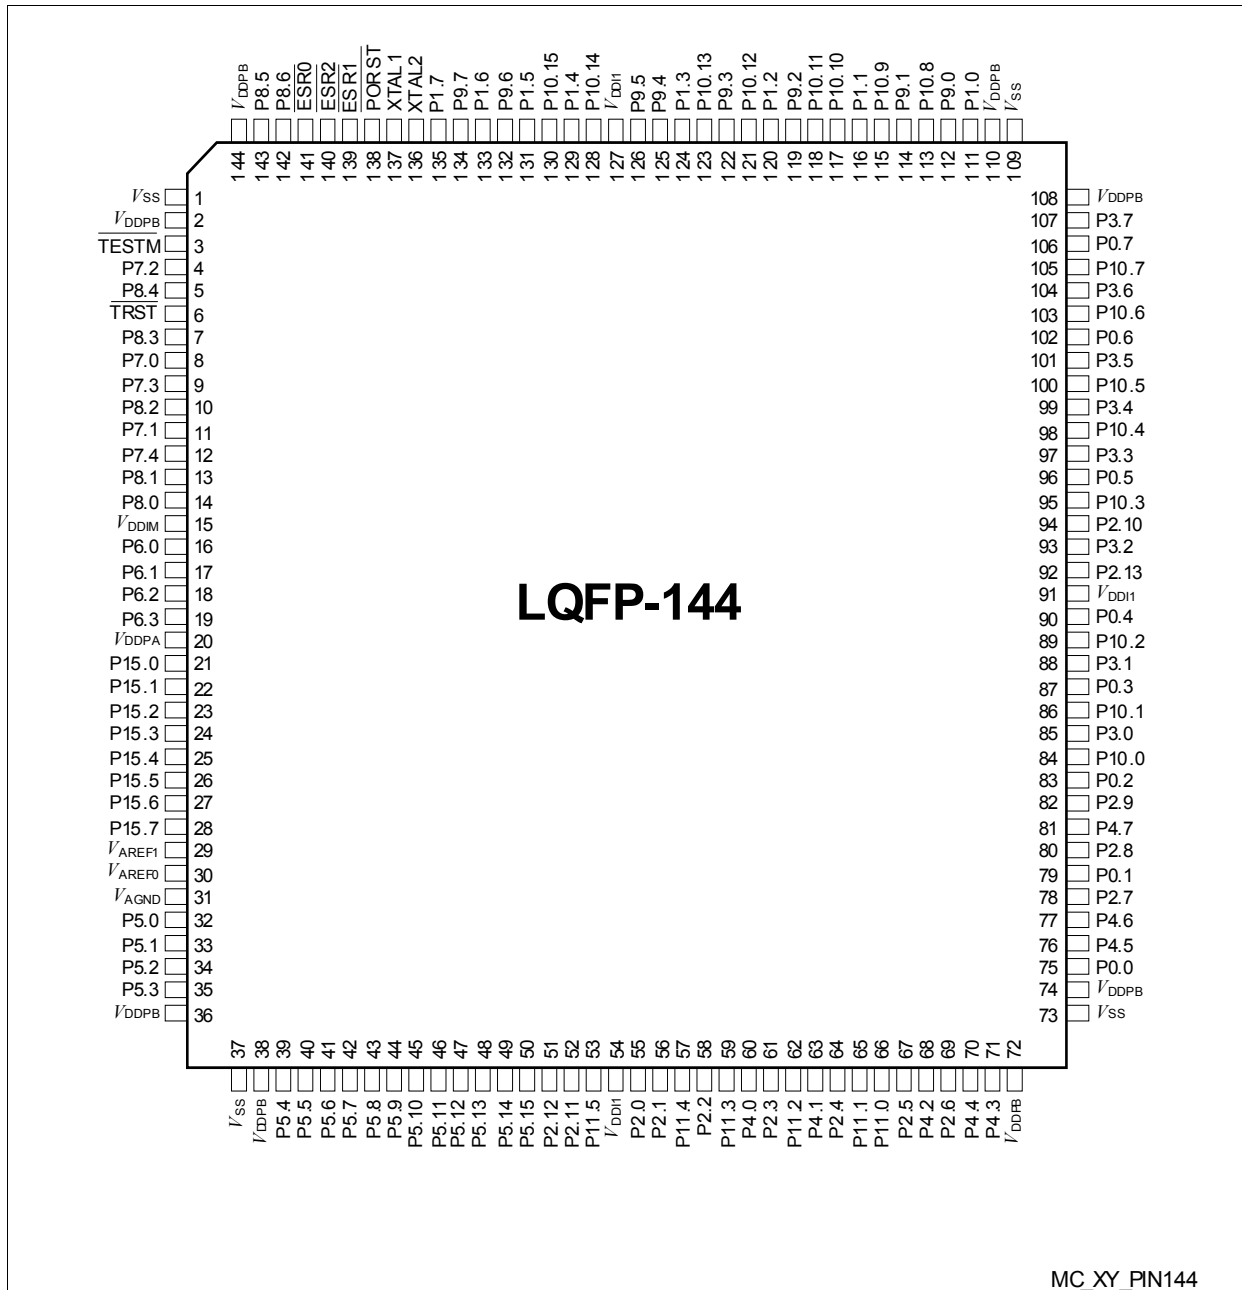 VDDPB P8.5 P8.6 ESR0 ESR2 ESR1 PORST XTAL1 XTAL2 P1.7 P9.7 P1.6 P9.6 P1.5 P10.15 P1.4 P10.14 VDDI1 P9.5 P9.4 P1.3 P10.13 P9.3 P10.12 P1.2 P9.2 P10.11 P10.10 P1.1 P10.9 P9.1 P10.8 P9.0 P1.0 VDDPB VSS
144 143 142 141 140 139 138 137 136 135 134 133 132 131 130 129 128 127 126 125 124 123 122 121 120 119 118 117 116 115 114 113 112 111 110 109
VSS 1 108 VDDPB
VDDPB 2 107 P3.7
TESTM 3 106 P0.7
P7.2 4 105 P10.7
P8.4 5 104 P3.6
TRST 6 103 P10.6
P8.3 7 102 P0.6
P7.0 8 101 P3.5
P7.3 9 100 P10.5
P8.2 10 99 P3.4
P7.1 11 98 P10.4
P7.4 12 97 P3.3
P8.1 13 96 P0.5
P8.0 14 95 P10.3
VDDIM 15 94 P2.10
P6.0 16 93 P3.2
P6.1 17 92 P2.13
P6.2 18 91 VDDI1
LQFP-144
P6.3 19 90 P0.4
VDDPA 20 89 P10.2
P15.0 21 88 P3.1
P15.1 22 87 P0.3
P15.2 23 86 P10.1
P15.3 24 85 P3.0
P15.4 25 84 P10.0
P15.5 26 83 P0.2
P15.6 27 82 P2.9
P15.7 28 81 P4.7
VAREF1 29 80 P2.8
VAREF0 30 79 P0.1
VAGND 31 78 P2.7
P5.0 32 77 P4.6
P5.1 33 76 P4.5
P5.2 34 75 P0.0
P5.3 35 74 VDDPB
VDDPB 36 73 VSS
37 38 39 40 41 42 43 44 45 46 47 48 49 50 51 52 53 54 55 56 57 58 59 60 61 62 63 64 65 66 67 68 69 70 71 72
VSS VDDPB P5.4 P5.5 P5.6 P5.7 P5.8 P5.9 P5.10 P5.11 P5.12 P5.13 P5.14 P5.15 P2.12 P2.11 P11.5 VDDI1 P2.0 P2.1 P11.4 P2.2 P11.3 P4.0 P2.3 P11.2 P4.1 P2.4 P11.1 P11.0 P2.5 P4.2 P2.6 P4.4 P4.3 VDDPB
MC_XY_PIN144